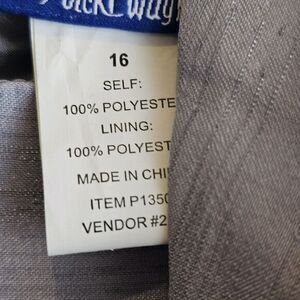 16
SELF:
100% POLYESTE
LINING:
100% POLYEST
MADE IN CHI
ITEM P1350
VENDOR #2